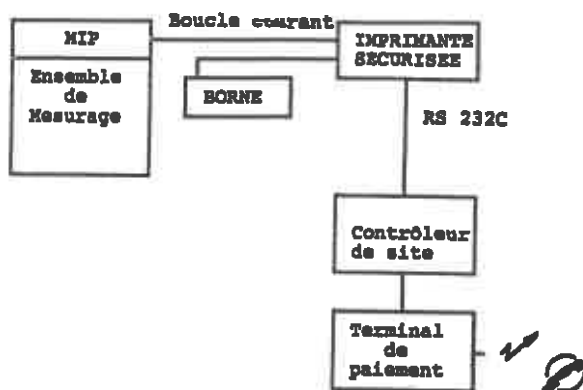 Boucle courant
MIP
IMPRIMANTE
SECURISEE
Ensemble
de
Mesurage
BORNE
RS 232C
Contrôleur
de site
Terminal
de
paiement